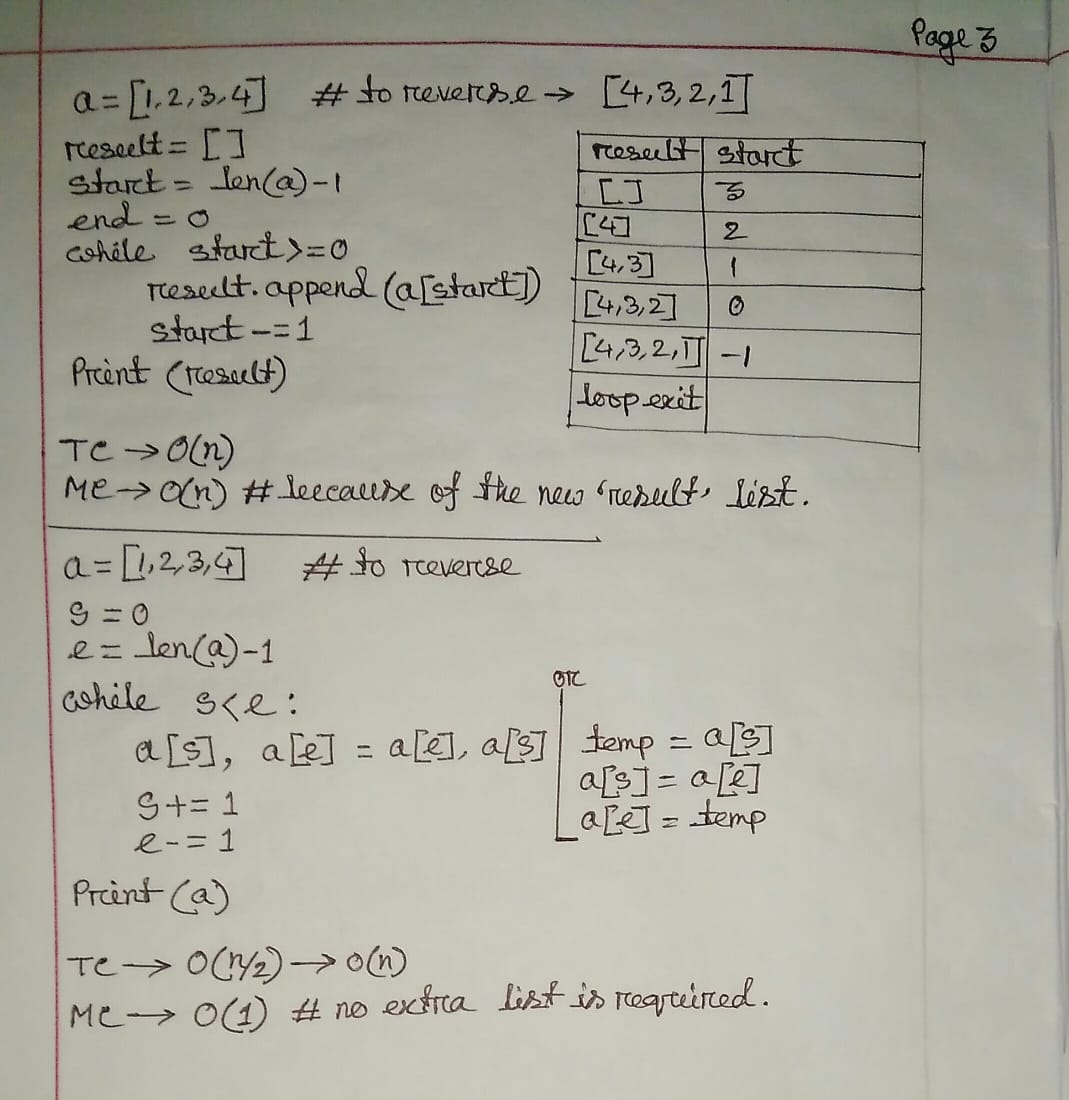 Page 3
a = [1, 2, 3, 4] # to reverse → [4, 3, 2, 1]
result = [ ]
start = len(a)-1
end = 0
while start >= 0
result.append (a[start])
start -= 1
Print (result)
result start
[ ] 3
[4] 2
[4,3] 1
[4,3,2] 0
[4,3,2,1] -1
loop exit
TC → O(n)
MC → O(n) # because of the new 'result' list.
a = [1, 2, 3, 4] # to reverse
s = 0
e = len(a)-1
while s < e :
a[s], a[e] = a[e], a[s]
s += 1
e -= 1
or
temp = a[s]
a[s] = a[e]
a[e] = temp
Print (a)
TC → O(n/2) → O(n)
MC → O(1) # no extra list is required.